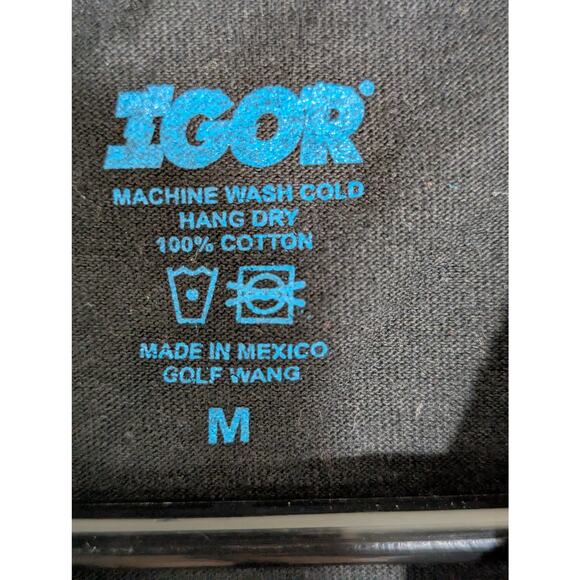 IGOR®
MACHINE WASH COLD
HANG DRY
100% COTTON
MADE IN MEXICO
GOLF WANG
M